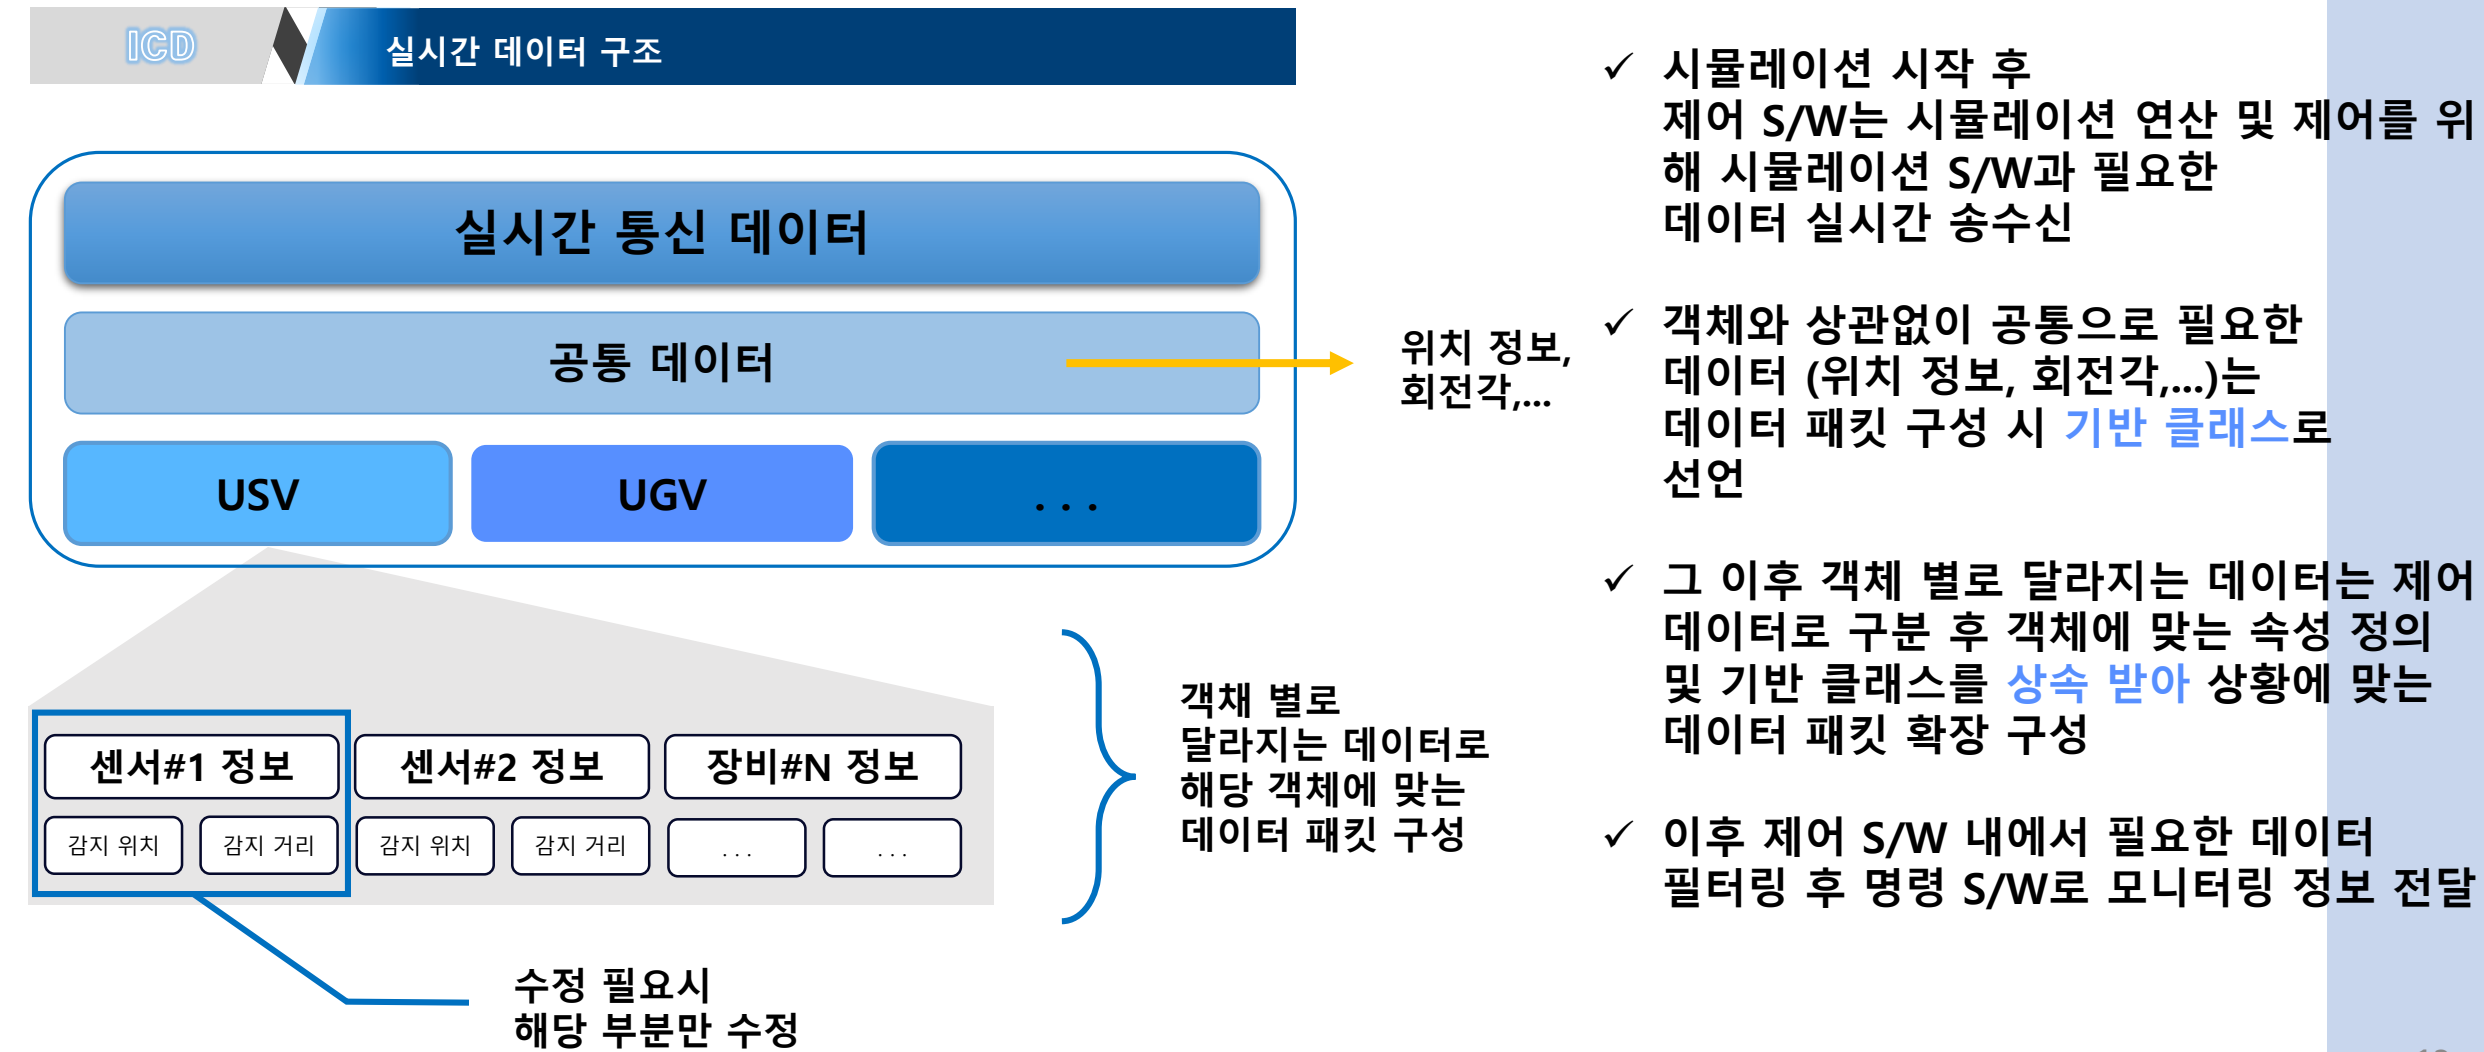 ICD
실시간 데이터 구조
실시간 통신 데이터
공통 데이터
위치 정보,
회전각,...
USV
UGV
. . .
센서#1 정보
센서#2 정보
장비#N 정보
감지 위치
감지 거리
감지 위치
감지 거리
. . .
. . .
객채 별로
달라지는 데이터로
해당 객체에 맞는
데이터 패킷 구성
수정 필요시
해당 부분만 수정
✓ 시뮬레이션 시작 후
제어 S/W는 시뮬레이션 연산 및 제어를 위
해 시뮬레이션 S/W과 필요한
데이터 실시간 송수신
✓ 객체와 상관없이 공통으로 필요한
데이터 (위치 정보, 회전각,...)는
데이터 패킷 구성 시 기반 클래스로
선언
✓ 그 이후 객체 별로 달라지는 데이터는 제어
데이터로 구분 후 객체에 맞는 속성 정의
및 기반 클래스를 상속 받아 상황에 맞는
데이터 패킷 확장 구성
✓ 이후 제어 S/W 내에서 필요한 데이터
필터링 후 명령 S/W로 모니터링 정보 전달